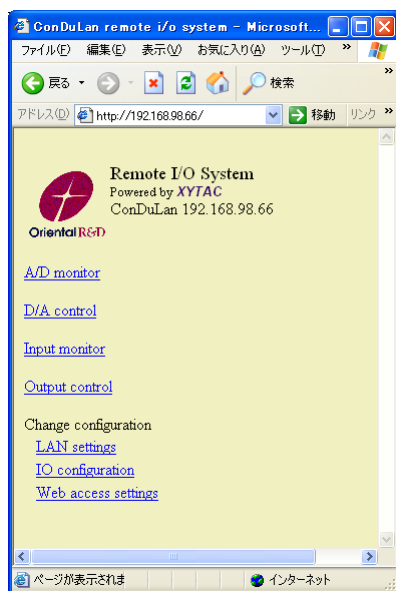 ConDuLan remote i/o system - Microsoft...
ファイル(F) 編集(E) 表示(V) お気に入り(A) ツール(T) »
戻る 検索 »
アドレス(D) http://192.168.98.66/ 移動 リンク »
Remote I/O System
Powered by XYTAC
ConDuLan 192.168.98.66
Oriental R&D
A/D monitor
D/A control
Input monitor
Output control
Change configuration
LAN settings
IO configuration
Web access settings
ページが表示されま インターネット